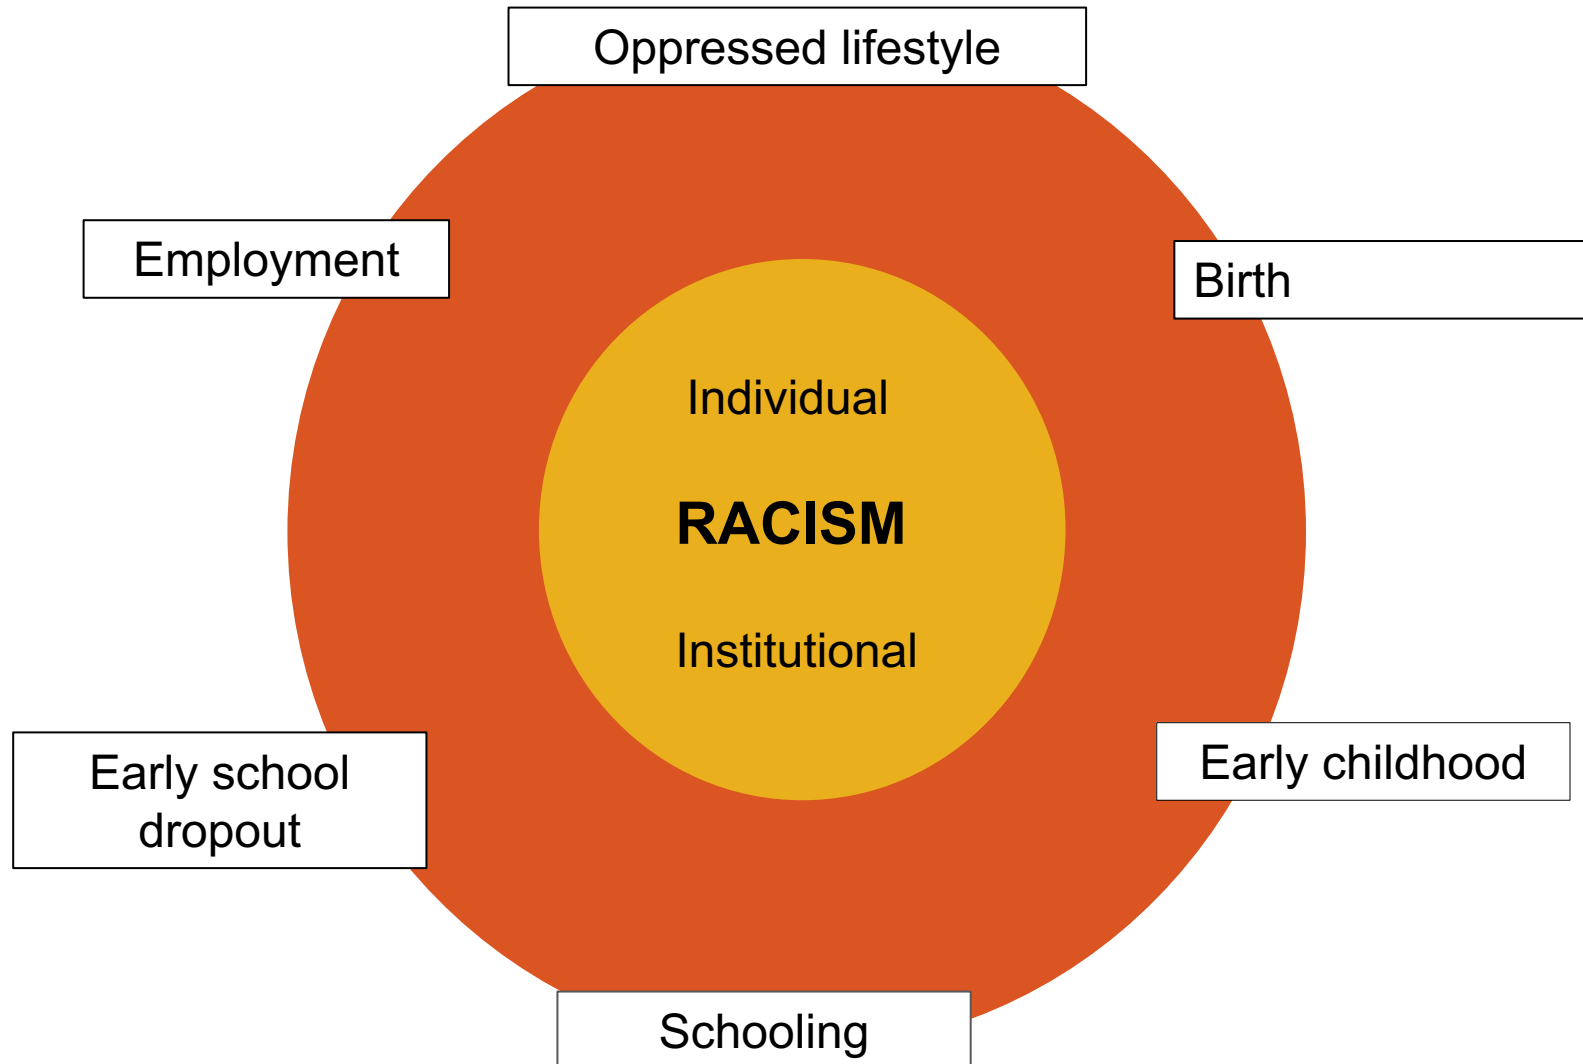 Oppressed lifestyle
Employment
Birth
Individual
RACISM
Institutional
Early school
dropout
Early childhood
Schooling